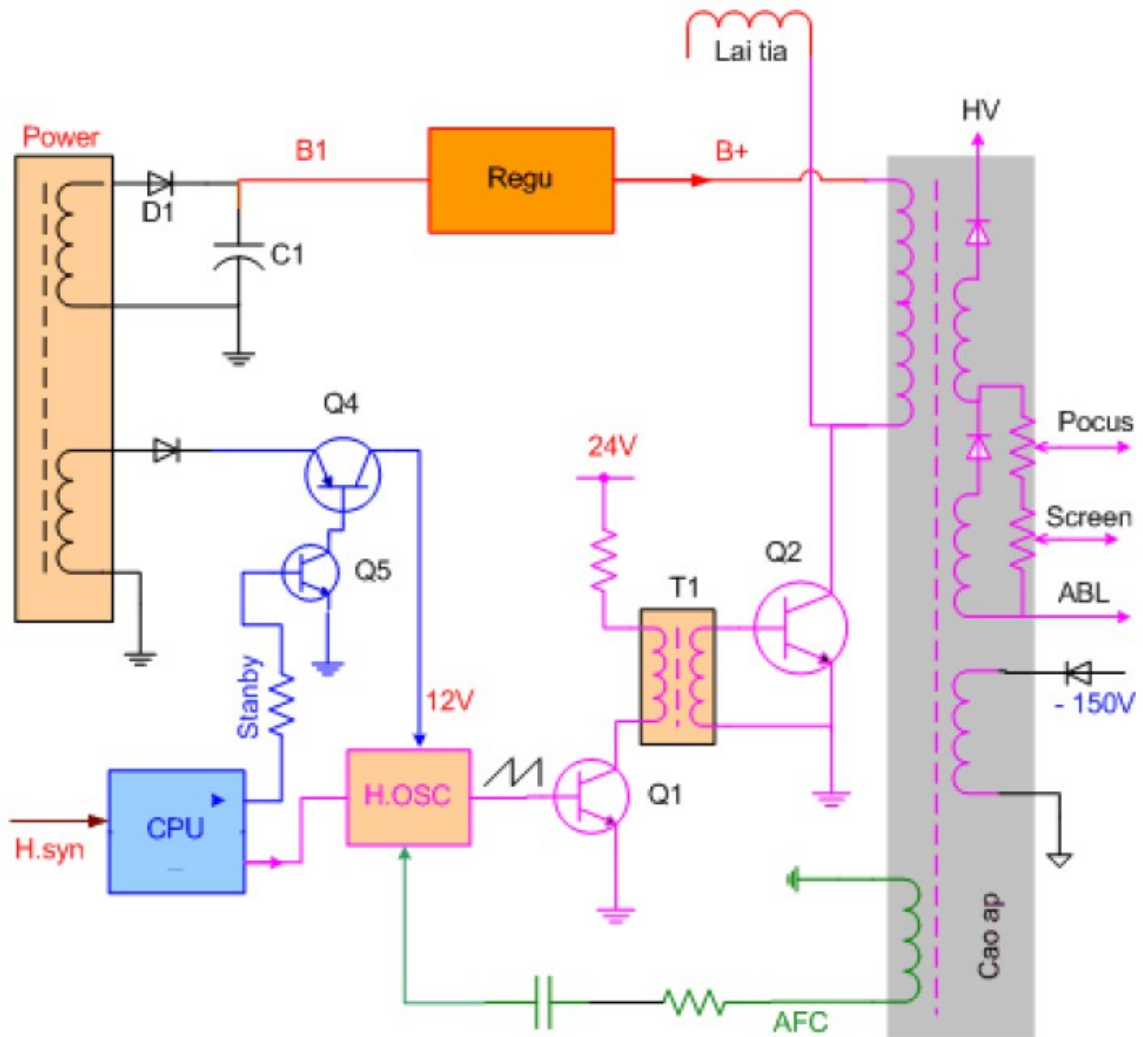 Lai tia
HV
Power
B1
Regu
B+
D1
C1
Q4
24V
Pocus
Screen
Q5
T1
Q2
ABL
Stanby
12V
- 150V
H.OSC
Q1
CPU
H.syn
Cao ap
AFC